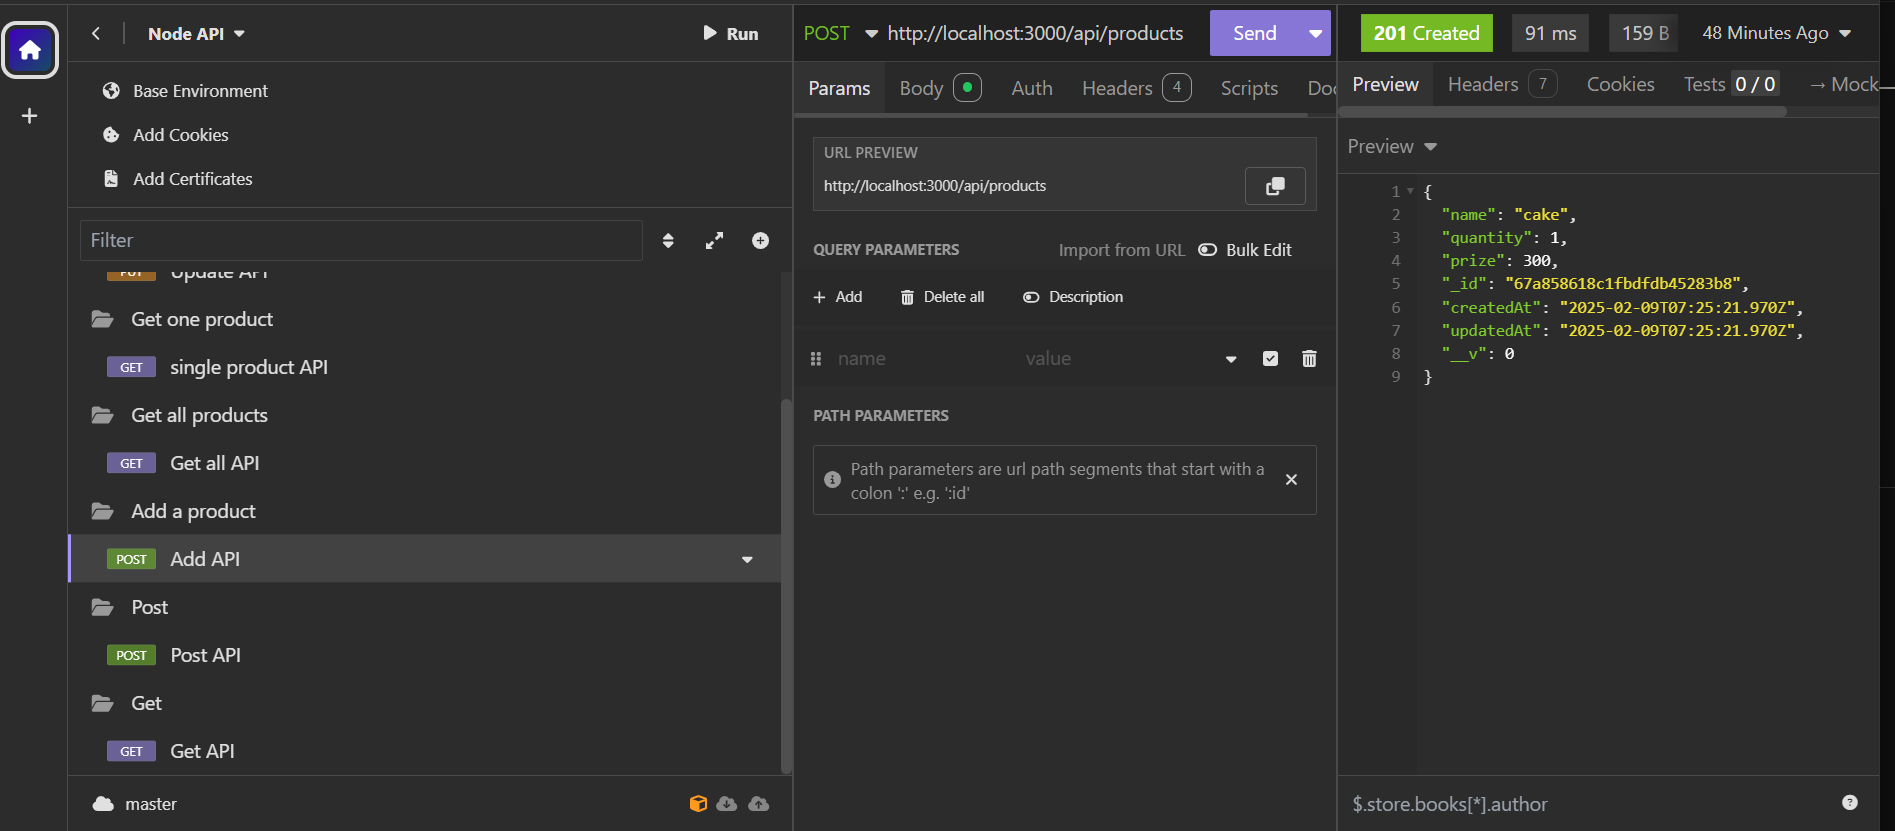 Node API
Run
Base Environment
Add Cookies
Add Certificates
Filter
PUT Update API
Get one product
GET single product API
Get all products
GET Get all API
Add a product
POST Add API
Post
POST Post API
Get
GET Get API
master
POST http://localhost:3000/api/products Send
Params Body Auth Headers 4 Scripts Doc
URL PREVIEW
http://localhost:3000/api/products
QUERY PARAMETERS Import from URL Bulk Edit
Add Delete all Description
name value
PATH PARAMETERS
Path parameters are url path segments that start with a
colon ':' e.g. ':id'
201 Created 91 ms 159 B 48 Minutes Ago
Preview Headers 7 Cookies Tests 0 / 0 → Mock
Preview
1 {
2 "name": "cake",
3 "quantity": 1,
4 "prize": 300,
5 "_id": "67a858618c1fbdfdb45283b8",
6 "createdAt": "2025-02-09T07:25:21.970Z",
7 "updatedAt": "2025-02-09T07:25:21.970Z",
8 "__v": 0
9 }
$.store.books[*].author